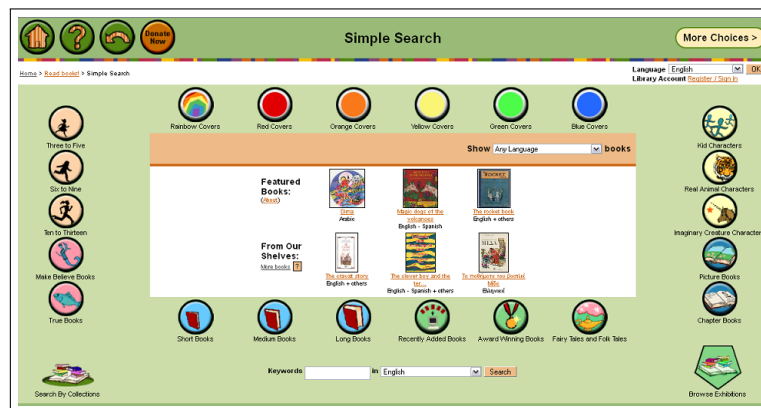 Donate Now
Simple Search
More Choices >
Home > Read books! > Simple Search
Language English OK
Library Account Register / Sign in
Rainbow Covers
Red Covers
Orange Covers
Yellow Covers
Green Covers
Blue Covers
Three to Five
Six to Nine
Ten to Thirteen
Make Believe Books
True Books
Search By Collections
Show Any Language books
Featured Books:
(About)
Arabic
Magic dogs of the volcanoes
English - Spanish
The rocket book
English + others
From Our Shelves:
More books ?
The cravat story
English + others
The clever boy and the ter...
English - Spanish + others
Ελληνικά
Kid Characters
Real Animal Characters
Imaginary Creature Characters
Picture Books
Chapter Books
Browse Exhibitions
Short Books
Medium Books
Long Books
Recently Added Books
Award Winning Books
Fairy Tales and Folk Tales
Keywords in English Search